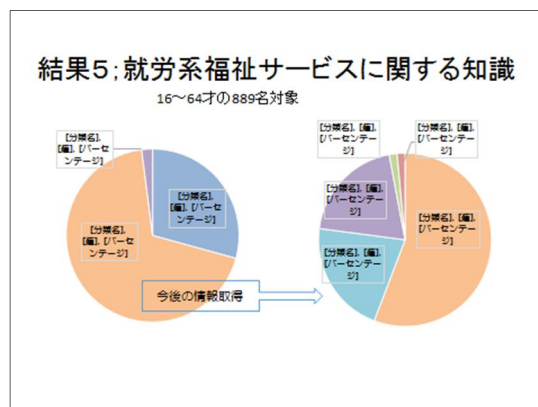 結果5;就労系福祉サービスに関する知識
16～64才の889名対象
[分類名],
[値], [パーセ
ンテージ]
[分類名],
[値], [パーセ
ンテージ]
[分類名],
[値], [パーセ
ンテージ]
今後の情報取得
[分類名], [値],
[パーセンテー
ジ]
[分類名], [値],
[パーセンテー
ジ]
[分類名], [値],
[パーセンテー
ジ]
[分類名], [値],
[パーセンテー
ジ]
[分類名], [値],
[パーセンテージ
]